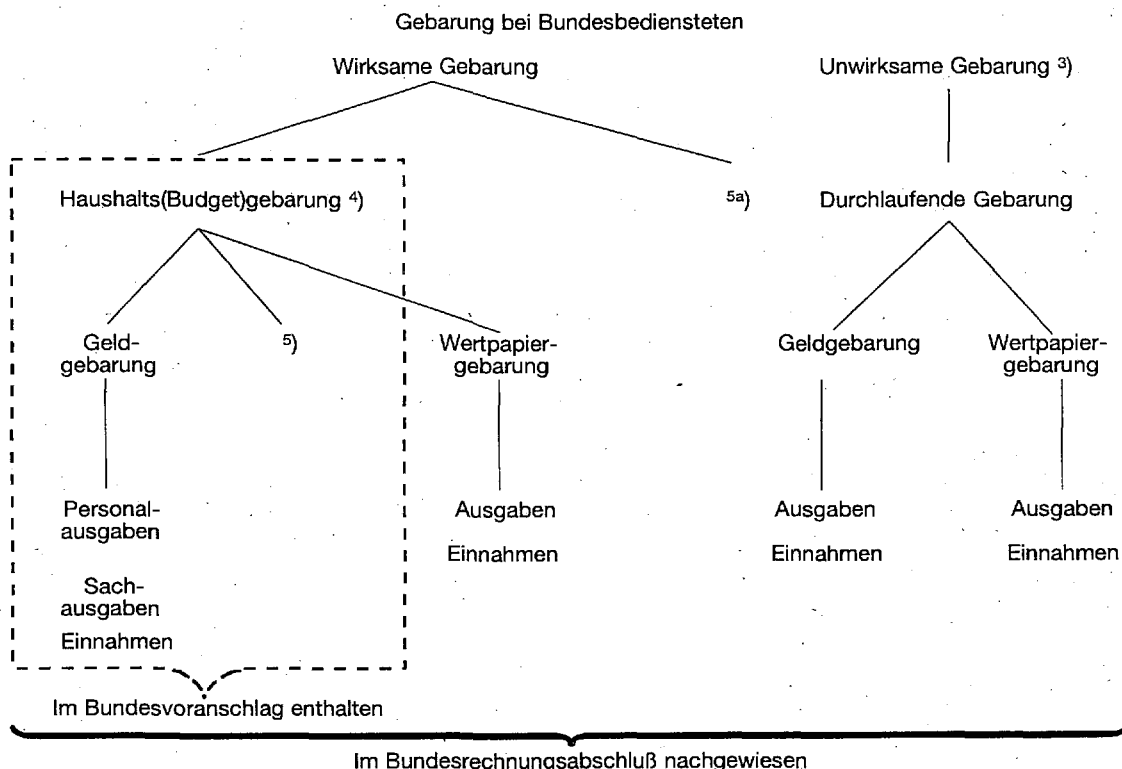 Gebarung bei Bundesbediensteten
Wirksame Gebarung
Unwirksame Gebarung ³)
Haushalts(Budget)gebarung ⁴)
⁵ᵃ)
Durchlaufende Gebarung
Geld-
gebarung
⁵)
Wertpapier-
gebarung
Geldgebarung
Wertpapier-
gebarung
Personal-
ausgaben
Sach-
ausgaben
Einnahmen
Ausgaben
Einnahmen
Ausgaben
Einnahmen
Ausgaben
Einnahmen
Im Bundesvoranschlag enthalten
Im Bundesrechnungsabschluß nachgewiesen